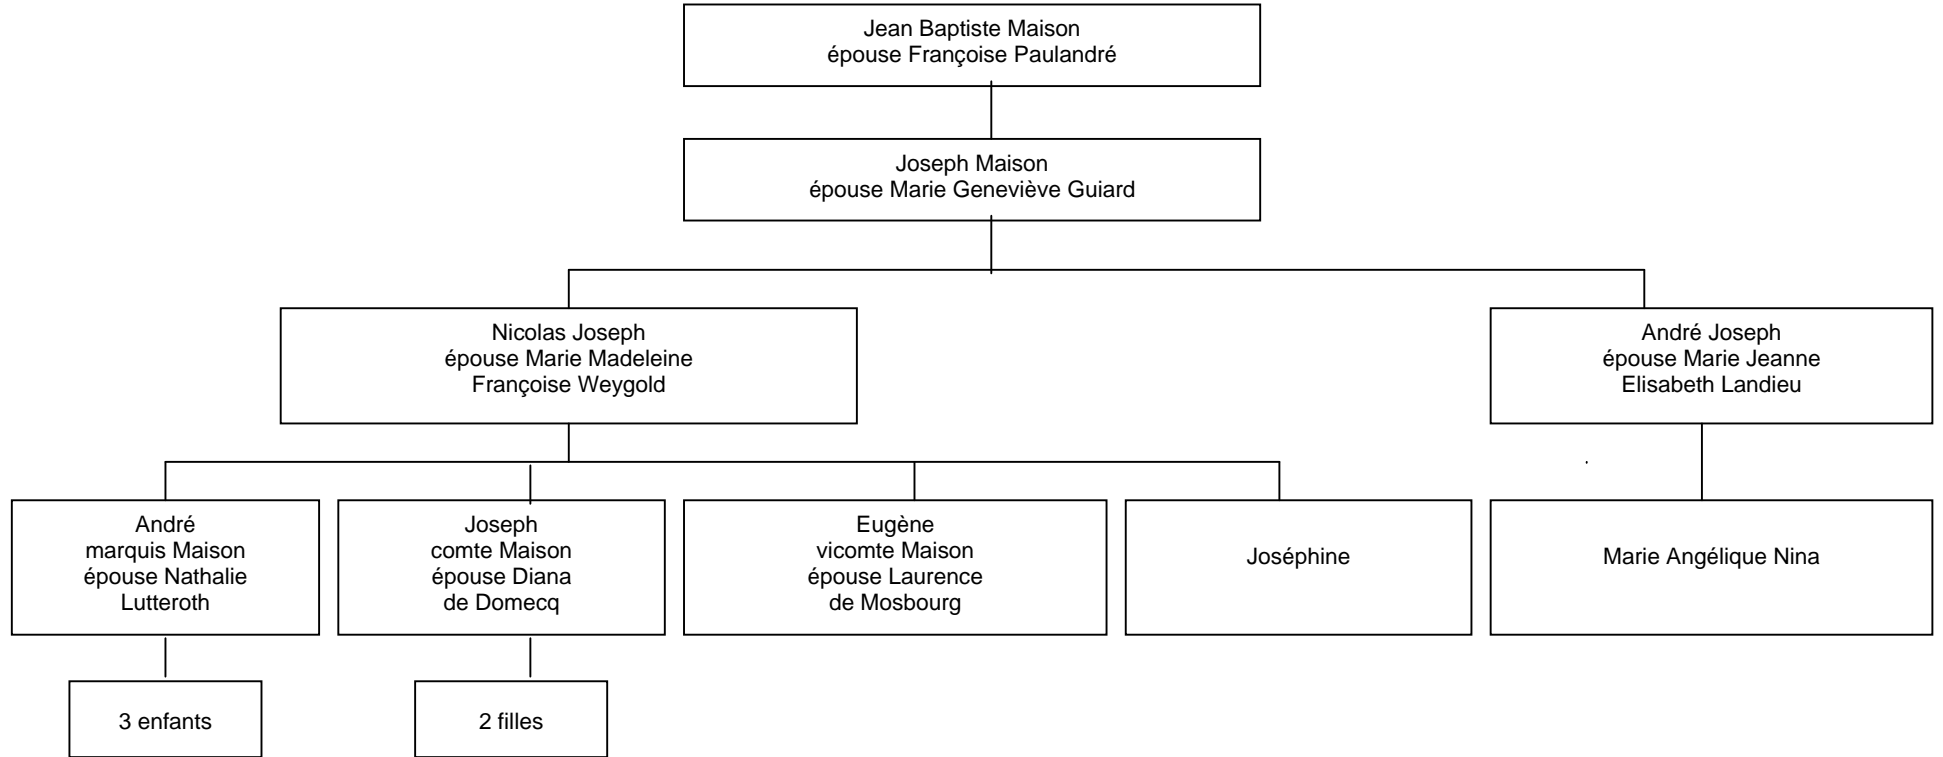 Jean Baptiste Maison
épouse Françoise Paulandré
Joseph Maison
épouse Marie Geneviève Guiard
Nicolas Joseph
épouse Marie Madeleine
Françoise Weygold
André Joseph
épouse Marie Jeanne
Elisabeth Landieu
André
marquis Maison
épouse Nathalie
Lutteroth
Joseph
comte Maison
épouse Diana
de Domecq
Eugène
vicomte Maison
épouse Laurence
de Mosbourg
Joséphine
Marie Angélique Nina
3 enfants
2 filles